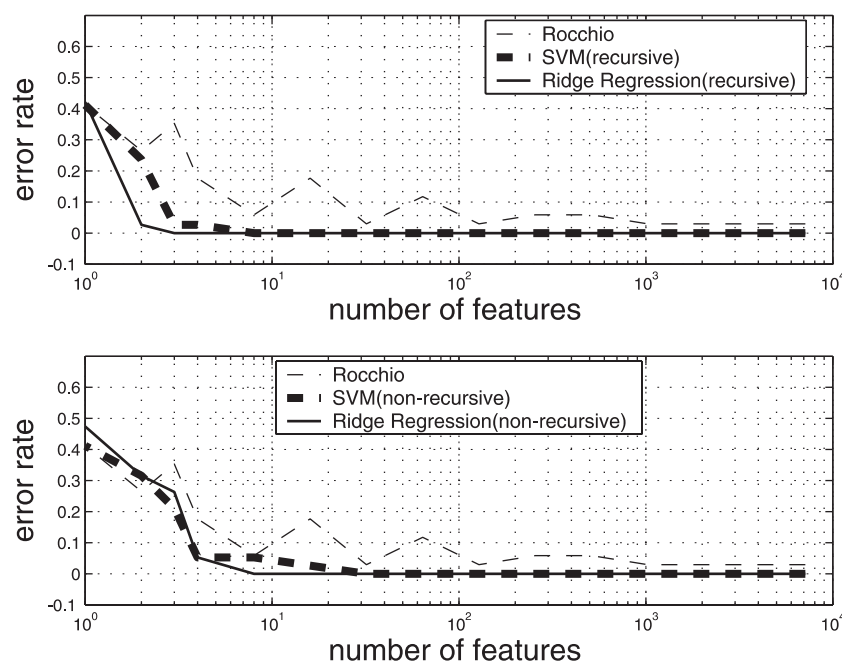 0.6
0.5
0.4
0.3
0.2
0.1
0
-0.1
error rate
Rocchio
SVM(recursive)
Ridge Regression(recursive)
10^0
10^1
10^2
10^3
10^4
number of features
0.6
0.5
0.4
0.3
0.2
0.1
0
-0.1
error rate
Rocchio
SVM(non-recursive)
Ridge Regression(non-recursive)
10^0
10^1
10^2
10^3
10^4
number of features